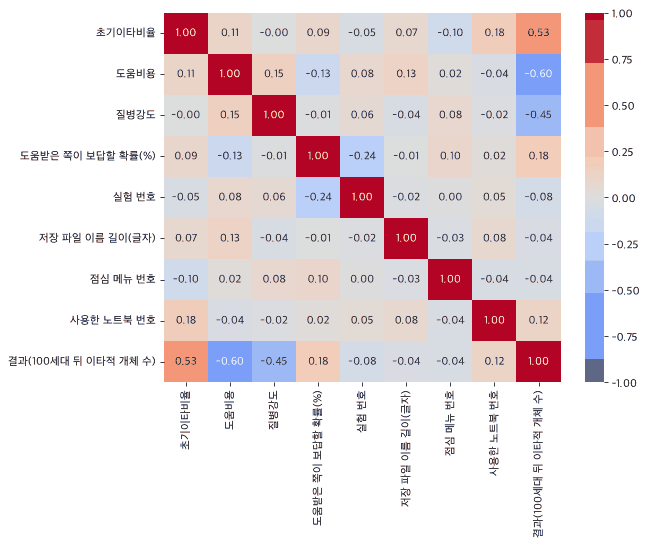 초기이타비율 1.00 0.11 -0.00 0.09 -0.05 0.07 -0.10 0.18 0.53
도움비용 0.11 1.00 0.15 -0.13 0.08 0.13 0.02 -0.04 -0.60
질병강도 -0.00 0.15 1.00 -0.01 0.06 -0.04 0.08 -0.02 -0.45
도움받은 쪽이 보답할 확률(%) 0.09 -0.13 -0.01 1.00 -0.24 -0.01 0.10 0.02 0.18
실험 번호 -0.05 0.08 0.06 -0.24 1.00 -0.02 0.00 0.05 -0.08
저장 파일 이름 길이(글자) 0.07 0.13 -0.04 -0.01 -0.02 1.00 -0.03 0.08 -0.04
점심 메뉴 번호 -0.10 0.02 0.08 0.10 0.00 -0.03 1.00 -0.04 -0.04
사용한 노트북 번호 0.18 -0.04 -0.02 0.02 0.05 0.08 -0.04 1.00 0.12
결과(100세대 뒤 이타적 개체 수) 0.53 -0.60 -0.45 0.18 -0.08 -0.04 -0.04 0.12 1.00
초기이타비율
도움비용
질병강도
도움받은 쪽이 보답할 확률(%)
실험 번호
저장 파일 이름 길이(글자)
점심 메뉴 번호
사용한 노트북 번호
결과(100세대 뒤 이타적 개체 수)
1.00
0.75
0.50
0.25
0.00
-0.25
-0.50
-0.75
-1.00